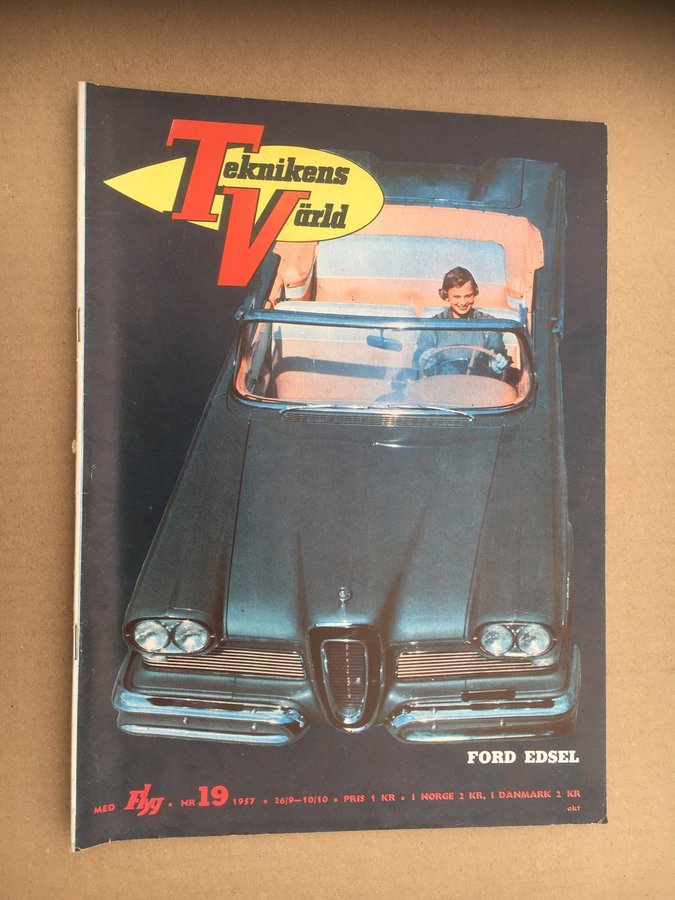 Teknikens
Värld
FORD EDSEL
MED Flyg • NR 19 1957 • 26/9—10/10 • PRIS 1 KR • I NORGE 2 KR, I DANMARK 2 KR
okt